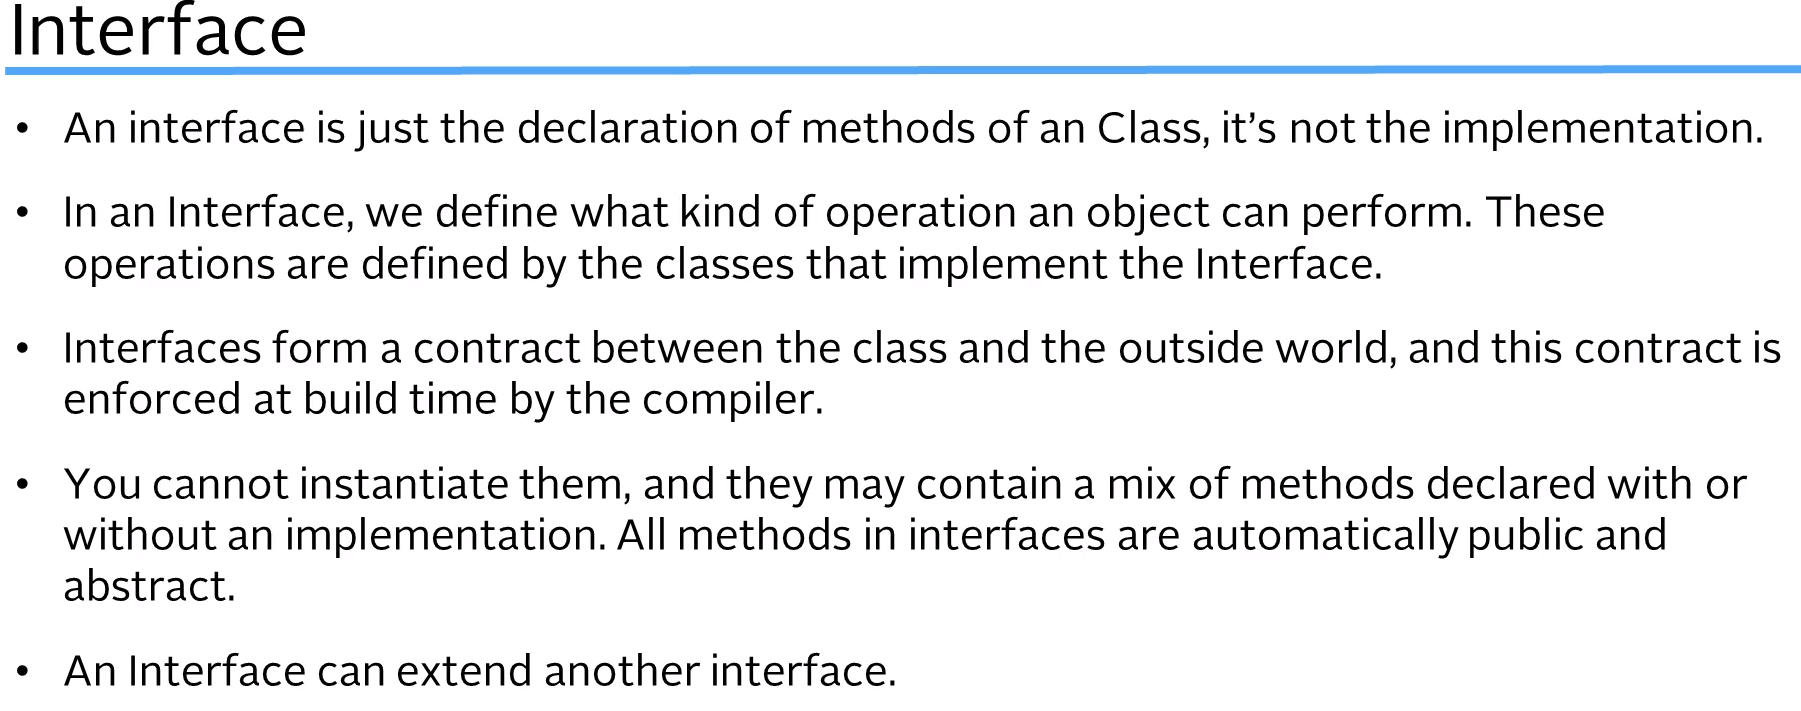 Interface
• An interface is just the declaration of methods of an Class, it’s not the implementation.
• In an Interface, we define what kind of operation an object can perform. These
operations are defined by the classes that implement the Interface.
• Interfaces form a contract between the class and the outside world, and this contract is
enforced at build time by the compiler.
• You cannot instantiate them, and they may contain a mix of methods declared with or
without an implementation. All methods in interfaces are automatically public and
abstract.
• An Interface can extend another interface.